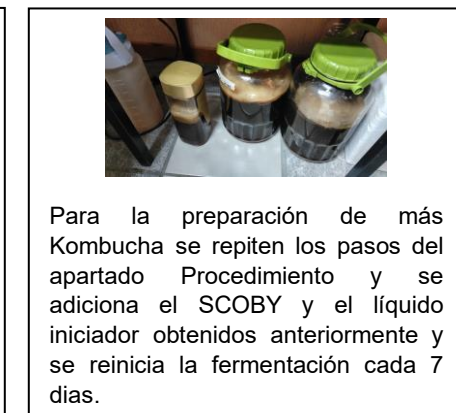 Para la preparación de más
Kombucha se repiten los pasos del
apartado Procedimiento y se
adiciona el SCOBY y el líquido
iniciador obtenidos anteriormente y
se reinicia la fermentación cada 7
dias.